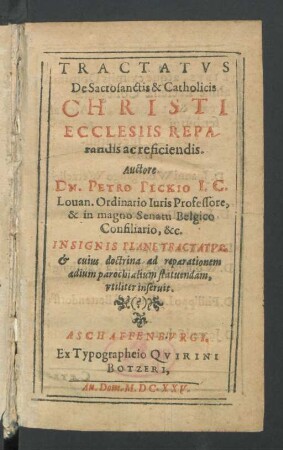 TRACTATVS
De Sacrosanctis & Catholicis
CHRISTI
ECCLESIIS REPA-
randis ac reficiendis.
Auctore
DN. PETRO PECKIO I. C.
Louan. Ordinario Iuris Professore,
& in magno Senatu Belgico
Consiliario, &c.
INSIGNIS PLANE TRACTATVS
& cuius doctrina ad reparationem
ædium parochialium statuendam,
vtiliter inseruit.
ASCHAFFENBVRGI,
Ex Typographeio QVIRINI
BOTZERI,
An. Dom. M. DC. XXV.